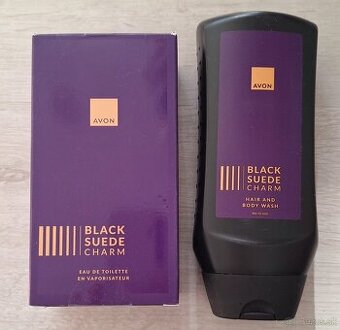 AVON
BLACK
SUEDE
CHARM
EAU DE TOILETTE
EN VAPORISATEUR
AVON
BLACK
SUEDE
CHARM
HAIR AND
BODY WASH